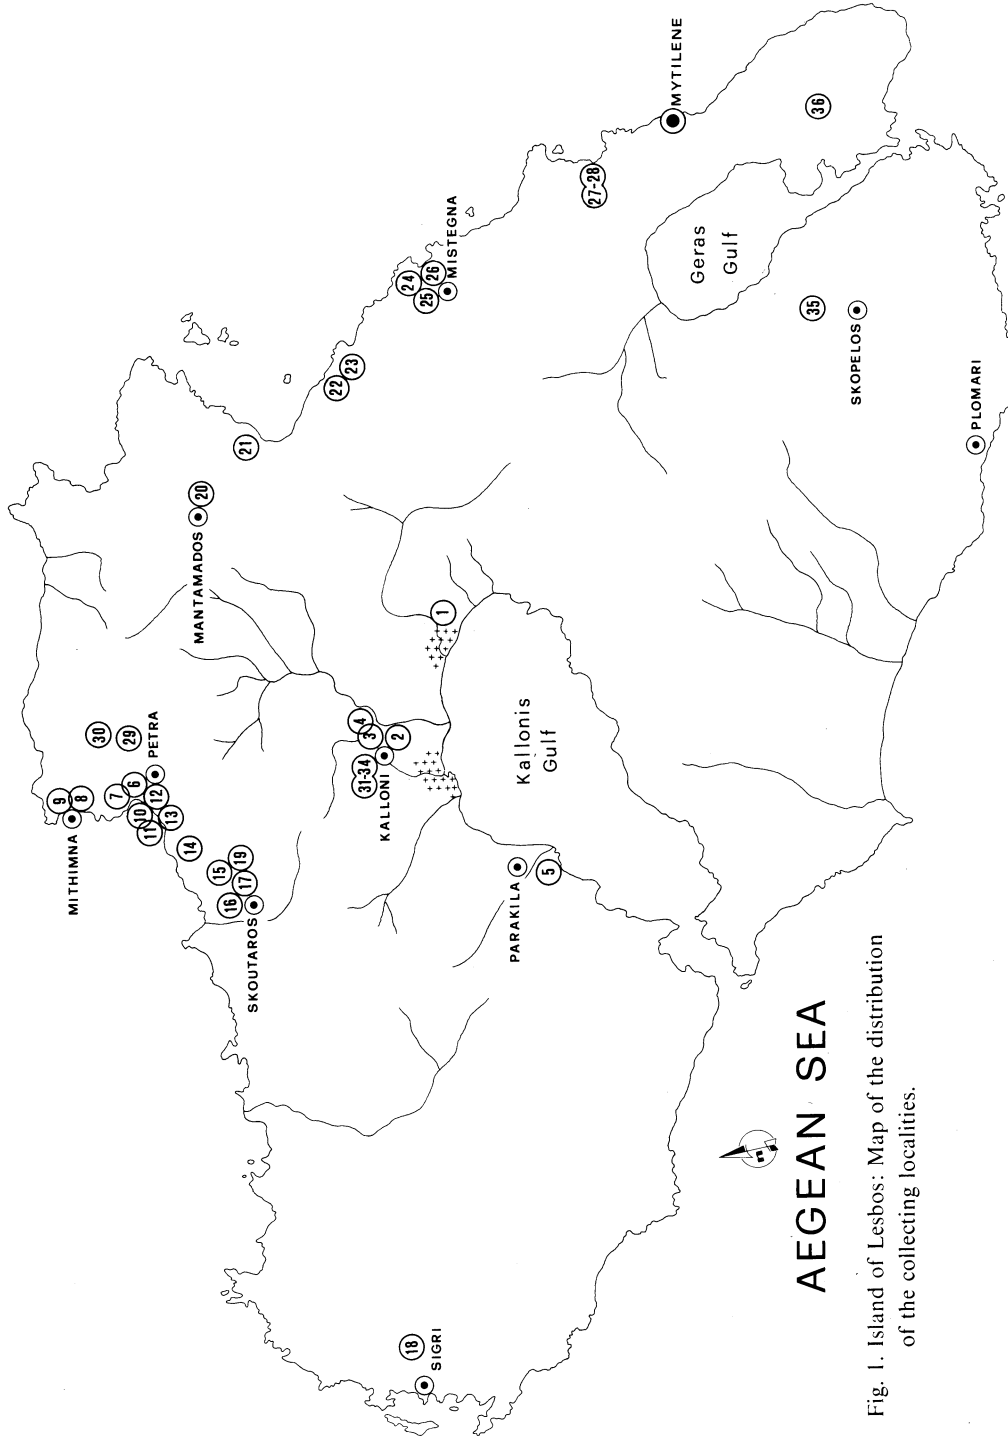 MITHIMNA
9
8
30
29
7
6
PETRA
10
12
11
13
14
15
19
16
17
SKOUTAROS
MANTAMADOS
20
21
22
23
24
25
26
MISTEGNA
27-28
MYTILENE
36
Geras
Gulf
35
SKOPELOS
PLOMARI
1
4
3
2
31-34
KALLONI
Kallonis
Gulf
PARAKILA
5
18
SIGRI
AEGEAN SEA
Fig. 1. Island of Lesbos: Map of the distribution
of the collecting localities.